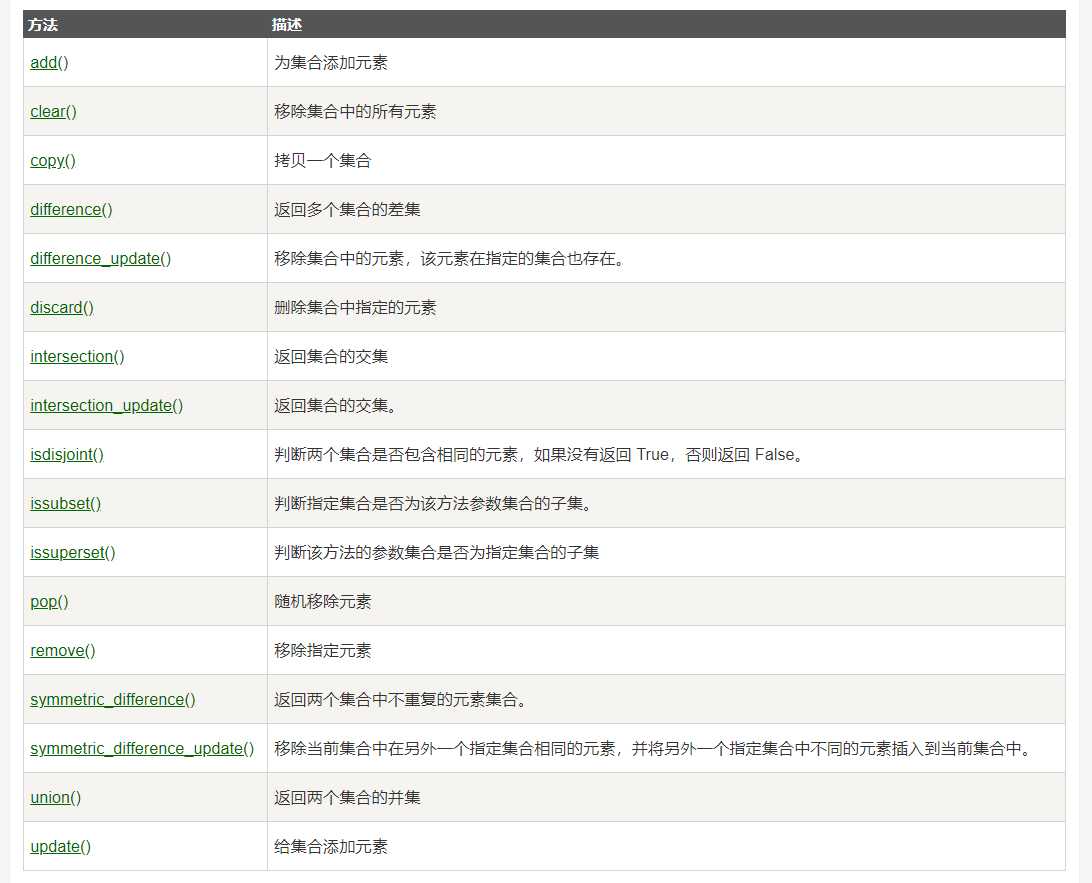 方法 描述
add() 为集合添加元素
clear() 移除集合中的所有元素
copy() 拷贝一个集合
difference() 返回多个集合的差集
difference_update() 移除集合中的元素，该元素在指定的集合也存在。
discard() 删除集合中指定的元素
intersection() 返回集合的交集
intersection_update() 返回集合的交集。
isdisjoint() 判断两个集合是否包含相同的元素，如果没有返回 True，否则返回 False。
issubset() 判断指定集合是否为该方法参数集合的子集。
issuperset() 判断该方法的参数集合是否为指定集合的子集
pop() 随机移除元素
remove() 移除指定元素
symmetric_difference() 返回两个集合中不重复的元素集合。
symmetric_difference_update() 移除当前集合中在另外一个指定集合相同的元素，并将另外一个指定集合中不同的元素插入到当前集合中。
union() 返回两个集合的并集
update() 给集合添加元素